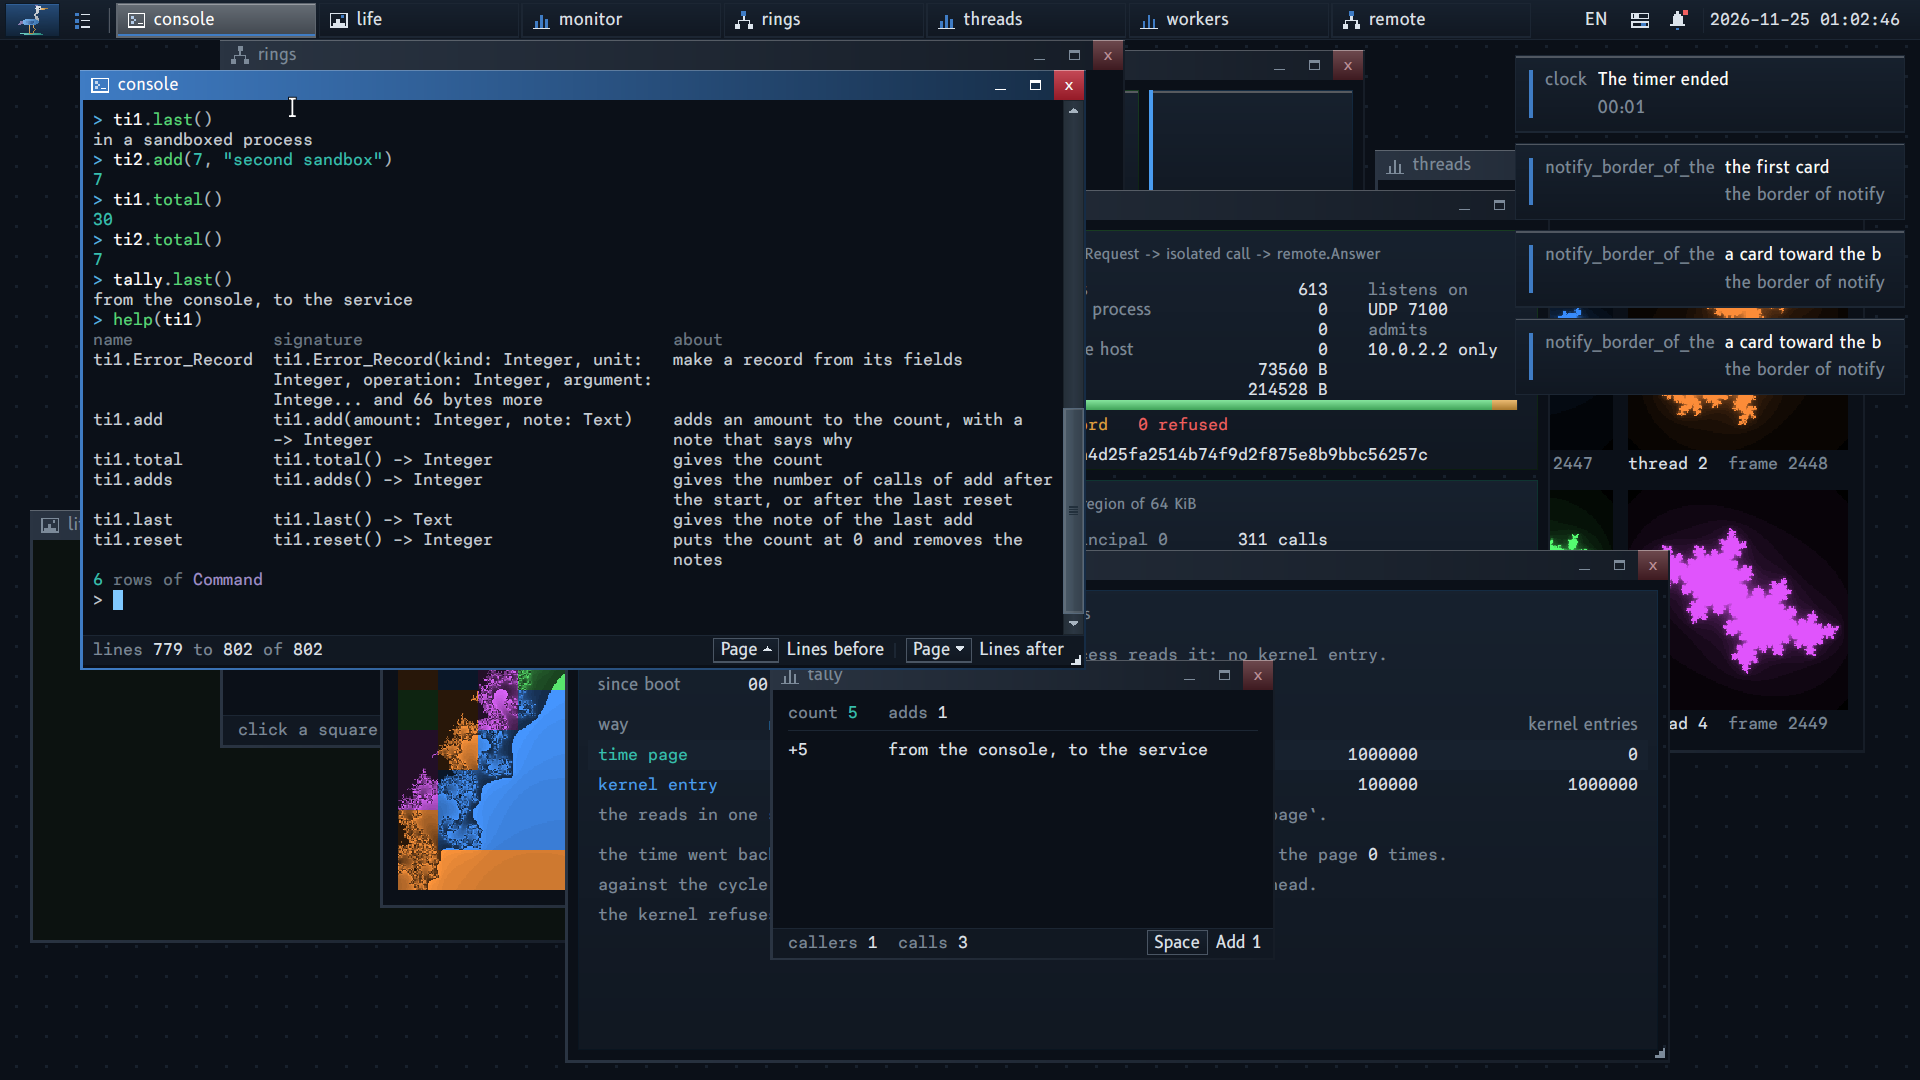 console
life
monitor
rings
threads
workers
remote
EN
2026-11-25 01:02:46
rings
console
> ti1.last()
in a sandboxed process
> ti2.add(7, "second sandbox")
7
> ti1.total()
30
> ti2.total()
7
> tally.last()
from the console, to the service
> help(ti1)
name signature about
ti1.Error_Record ti1.Error_Record(kind: Integer, unit: make a record from its fields
Integer, operation: Integer, argument:
Intege... and 66 bytes more
ti1.add ti1.add(amount: Integer, note: Text) adds an amount to the count, with a
-> Integer note that says why
ti1.total ti1.total() -> Integer gives the count
ti1.adds ti1.adds() -> Integer gives the number of calls of add after
the start, or after the last reset
ti1.last ti1.last() -> Text gives the note of the last add
ti1.reset ti1.reset() -> Integer puts the count at 0 and removes the
notes
6 rows of Command
>
lines 779 to 802 of 802
Page Lines before
Page Lines after
clock The timer ended
00:01
notify_border_of_the the first card
the border of notify
notify_border_of_the a card toward the b
the border of notify
notify_border_of_the a card toward the b
the border of notify
threads
Request -> isolated call -> remote.Answer
613 listens on
process 0 UDP 7100
0 admits
host 0 10.0.2.2 only
73560 B
214528 B
0 refused
4d25fa2514b74f9d2f875e8b9bbc56257c
region of 64 KiB
0 311 calls
2447
thread 2 frame 2448
4 frame 2449
li
click a square
reads it: no kernel entry.
since boot 00
way kernel entries
time page 1000000 0
kernel entry 100000 1000000
the reads in one
the time went back the page 0 times.
against the cycle
the kernel refuse
tally
count 5 adds 1
+5 from the console, to the service
callers 1 calls 3
Space Add 1